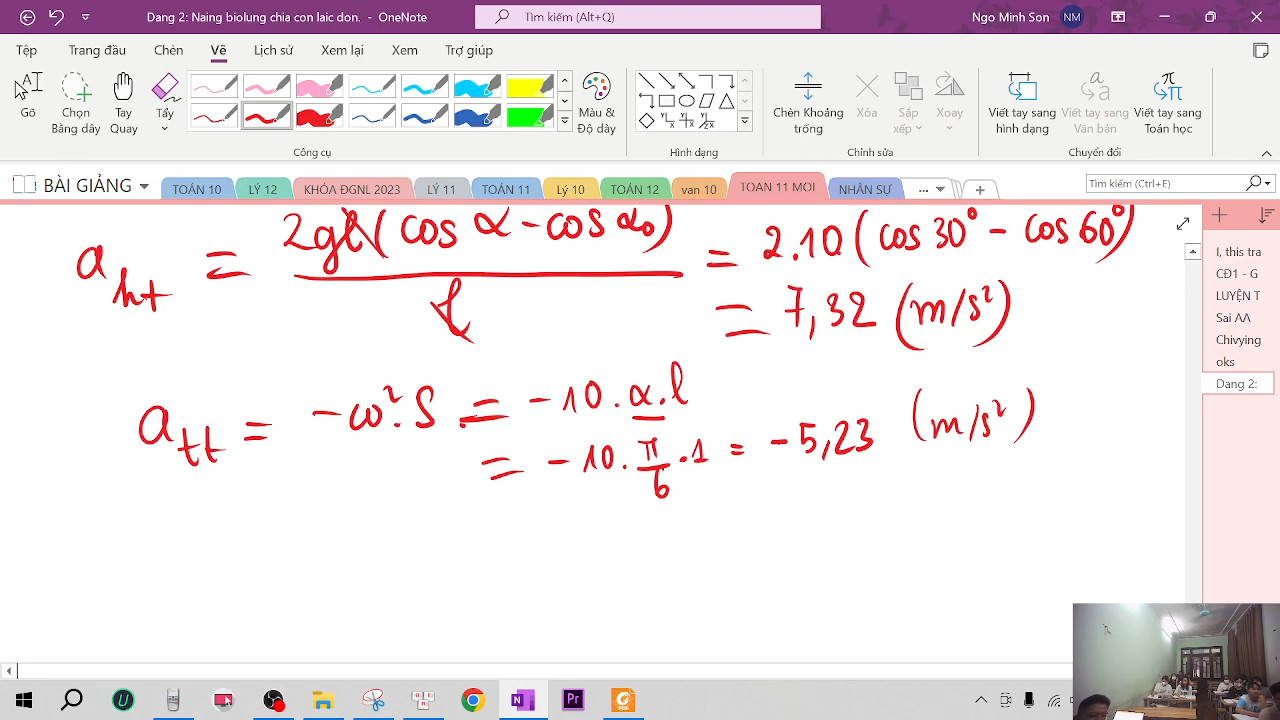 Dang 2: Naing biolung chia con laic don. - OneNote
Tìm kiếm (Alt+Q)
Ngo Minh Son NM
Tệp Trang đầu Chèn Vẽ Lịch sử Xem lại Xem Trợ giúp
Gõ
Chọn Bằng dây
Tay Quay
Tẩy
Màu & Độ dày
Chèn Khoảng trống
Xóa
Sắp xếp
Xoay
Viết tay sang hình dạng
Viết tay sang Văn bản
Viết tay sang Toán học
Công cụ Hình dạng Chỉnh sửa Chuyển đổi
BÀI GIẢNG TOÁN 10 LÝ 12 KHÓA ĐGNL 2023 LÝ 11 TOÁN 11 Lý 10 TOÁN 12 van 10 TOAN 11 MOI NHÂN SỰ ... Tìm kiếm (Ctrl+E)
a_ht = 2gl(cos α - cos α₀) / l = 2.10(cos 30° - cos 60°)
= 7,32 (m/s²)
a_tt = -ω².S = -10.α.l
= -10.π/6.1 = -5,23 (m/s²)
I, this tra
CĐ1 - G
LUYỆN T
Sai AA
Chivying
oks
Dang 2: